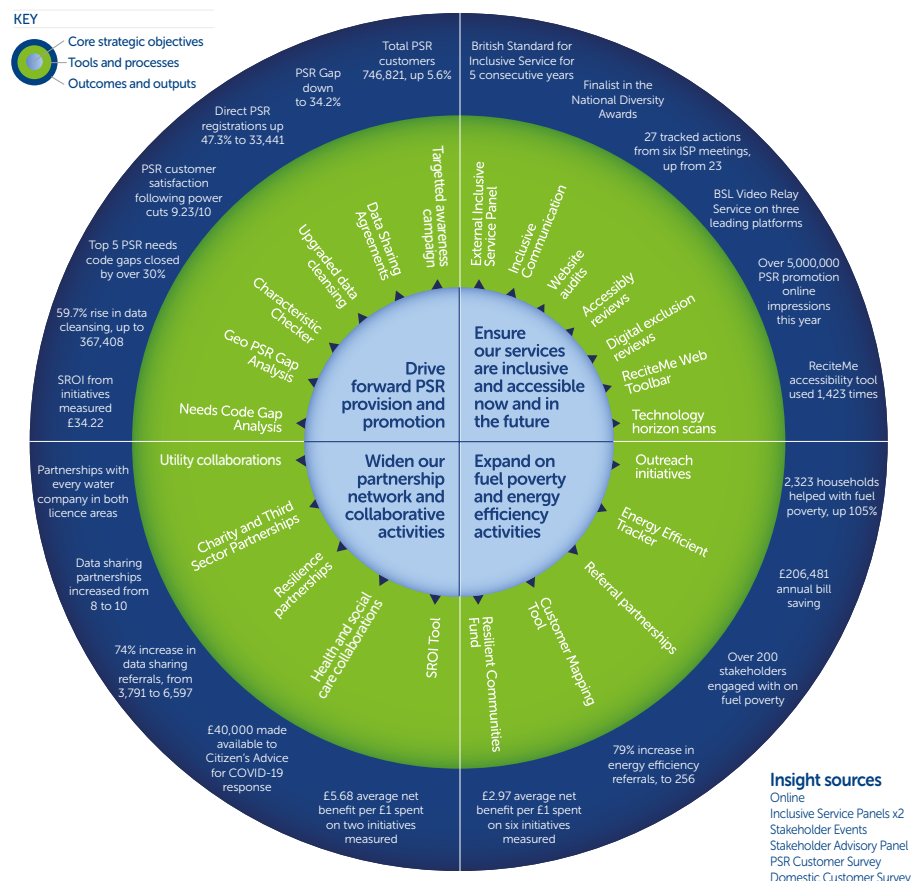 KEY
Core strategic objectives
Tools and processes
Outcomes and outputs
Total PSR
customers
746,821, up 5.6%
PSR Gap
down
to 34.2%
Direct PSR
registrations up
47.3% to 33,441
PSR customer
satisfaction
following power
cuts 9.23/10
Top 5 PSR needs
code gaps closed
by over 30%
59.7% rise in data
cleansing, up to
367,408
SROI from
initiatives
measured
£34.22
British Standard for
Inclusive Service for
5 consecutive years
Finalist in the
National Diversity
Awards
27 tracked actions
from six ISP meetings,
up from 23
BSL Video Relay
Service on three
leading platforms
Over 5,000,000
PSR promotion
online
impressions
this year
ReciteMe
accessibility tool
used 1,423 times
Targetted awareness
campaign
Data Sharing
Agreements
Upgraded data
cleansing
Characteristic
Checker
Geo PSR Gap
Analysis
Needs Code Gap
Analysis
External Inclusive
Service Panel
Inclusive
Communication
Website
audits
Accessibly
reviews
Digital exclusion
reviews
ReciteMe Web
Toolbar
Technology
horizon scans
Drive
forward PSR
provision and
promotion
Ensure
our services
are inclusive
and accessible
now and in
the future
Widen our
partnership
network and
collaborative
activities
Expand on
fuel poverty
and energy
efficiency
activities
Utility collaborations
Charity and Third
Sector Partnerships
Resilience
partnerships
Health and social
care collaborations
SROI Tool
Outreach
initiatives
Energy Efficient
Tracker
Referral partnerships
Customer Mapping
Tool
Resilient Communities
Fund
Partnerships with
every water
company in both
licence areas
Data sharing
partnerships
increased from
8 to 10
74% increase in
data sharing
referrals, from
3,791 to 6,597
£40,000 made
available to
Citizen's Advice
for COVID-19
response
£5.68 average net
benefit per £1 spent
on two initiatives
measured
2,323 households
helped with fuel
poverty, up 105%
£206,481
annual bill
saving
Over 200
stakeholders
engaged with on
fuel poverty
79% increase in
energy efficiency
referrals, to 256
£2.97 average net
benefit per £1 spent
on six initiatives
measured
Insight sources
Online
Inclusive Service Panels x2
Stakeholder Events
Stakeholder Advisory Panel
PSR Customer Survey
Domestic Customer Survey